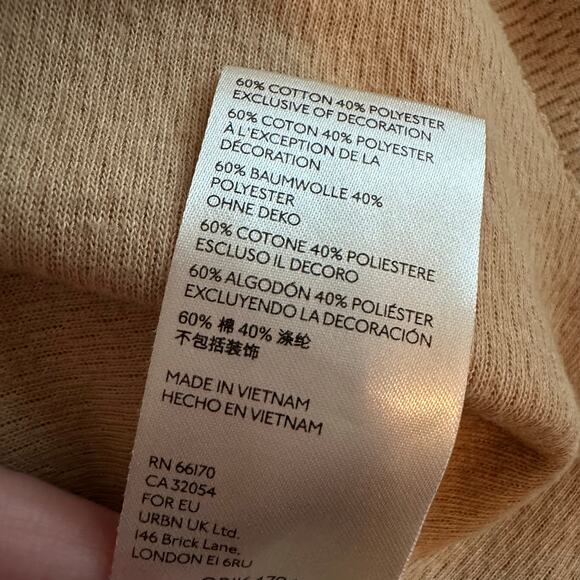 60% COTTON 40% POLYESTER
EXCLUSIVE OF DECORATION
60% COTON 40% POLYESTER
À L'EXCEPTION DE LA
DÉCORATION
60% BAUMWOLLE 40%
POLYESTER
OHNE DEKO
60% COTONE 40% POLIESTERE
ESCLUSO IL DECORO
60% ALGODÓN 40% POLIÉSTER
EXCLUYENDO LA DECORACIÓN
60% 棉 40% 涤纶
不包括装饰
MADE IN VIETNAM
HECHO EN VIETNAM
RN 66170
CA 32054
FOR EU
URBN UK Ltd.
146 Brick Lane,
LONDON E1 6RU